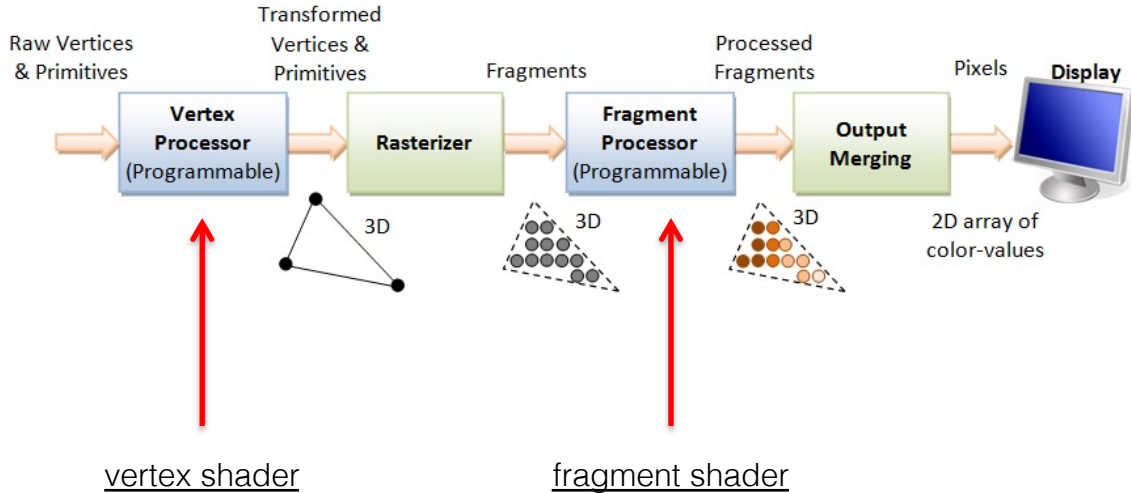 Raw Vertices
& Primitives
Transformed
Vertices &
Primitives
Fragments
Processed
Fragments
Pixels
Display
Vertex
Processor
(Programmable)
Rasterizer
Fragment
Processor
(Programmable)
Output
Merging
3D
3D
3D
2D array of
color-values
vertex shader
fragment shader